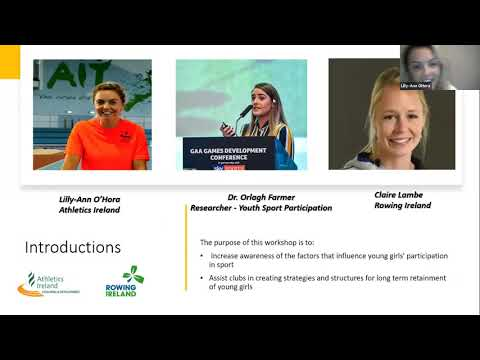 AIT
GAA GAMES DEVELOPMENT
CONFERENCE
sky sports
Lilly-Ann O'Hora
Lilly-Ann O'Hora
Athletics Ireland
Dr. Orlagh Farmer
Researcher - Youth Sport Participation
Claire Lambe
Rowing Ireland
Introductions
The purpose of this workshop is to:
• Increase awareness of the factors that influence young girls' participation
in sport
• Assist clubs in creating strategies and structures for long term retainment
of young girls
Athletics
Ireland
ROWING
IRELAND